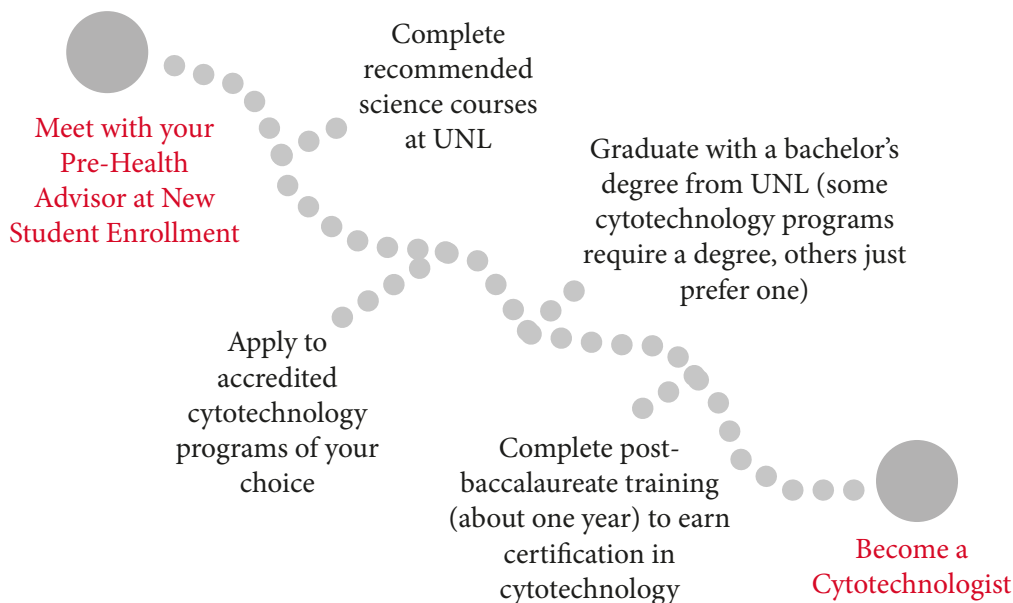 Meet with your
Pre-Health
Advisor at New
Student Enrollment
Complete
recommended
science courses
at UNL
Apply to
accredited
cytotechnology
programs of your
choice
Graduate with a bachelor’s
degree from UNL (some
cytotechnology programs
require a degree, others just
prefer one)
Complete post-
baccalaureate training
(about one year) to earn
certification in
cytotechnology
Become a
Cytotechnologist